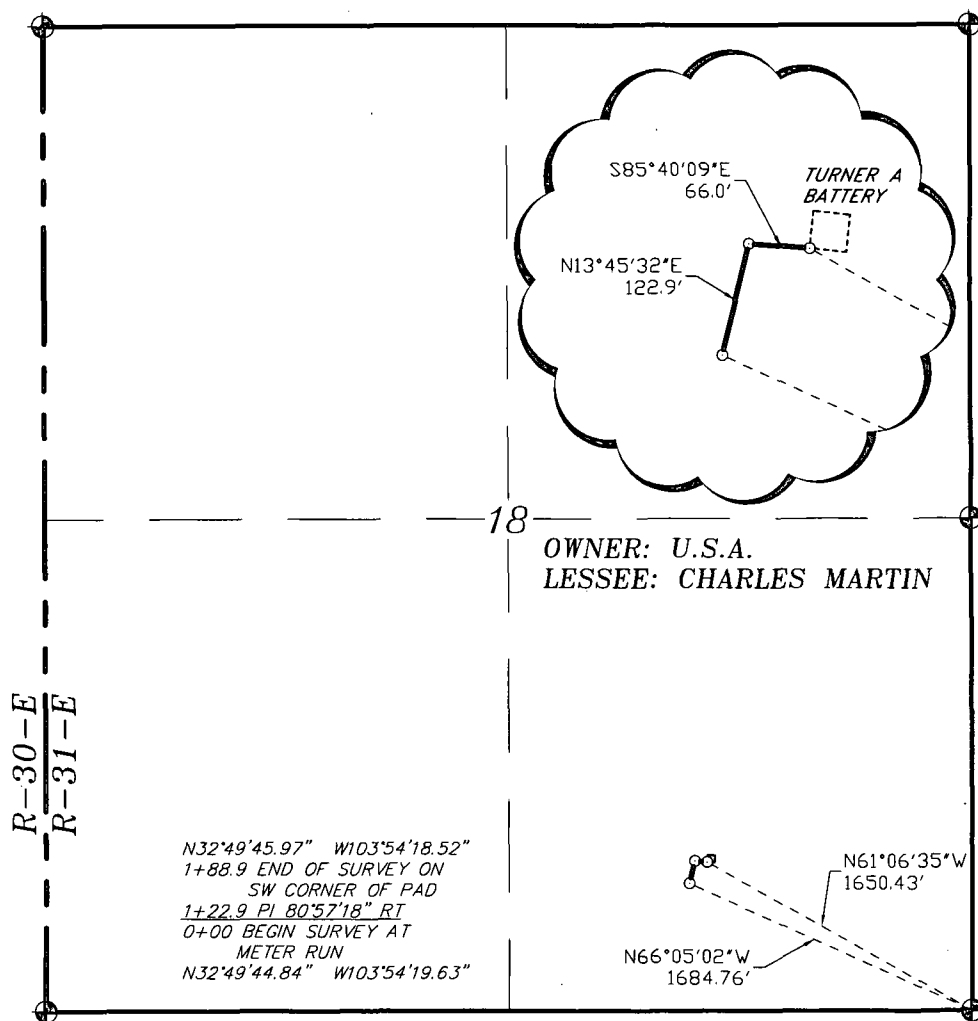 S85°40'09"E
66.0'
TURNER A
BATTERY
N13°45'32"E
122.9'
18
OWNER: U.S.A.
LESSEE: CHARLES MARTIN
R-30-E
R-31-E
N32°49'45.97" W103°54'18.52"
1+88.9 END OF SURVEY ON
SW CORNER OF PAD
1+22.9 PI 80°57'18" RT
0+00 BEGIN SURVEY AT
METER RUN
N32°49'44.84" W103°54'19.63"
N61°06'35"W
1650.43'
N66°05'02"W
1684.76'